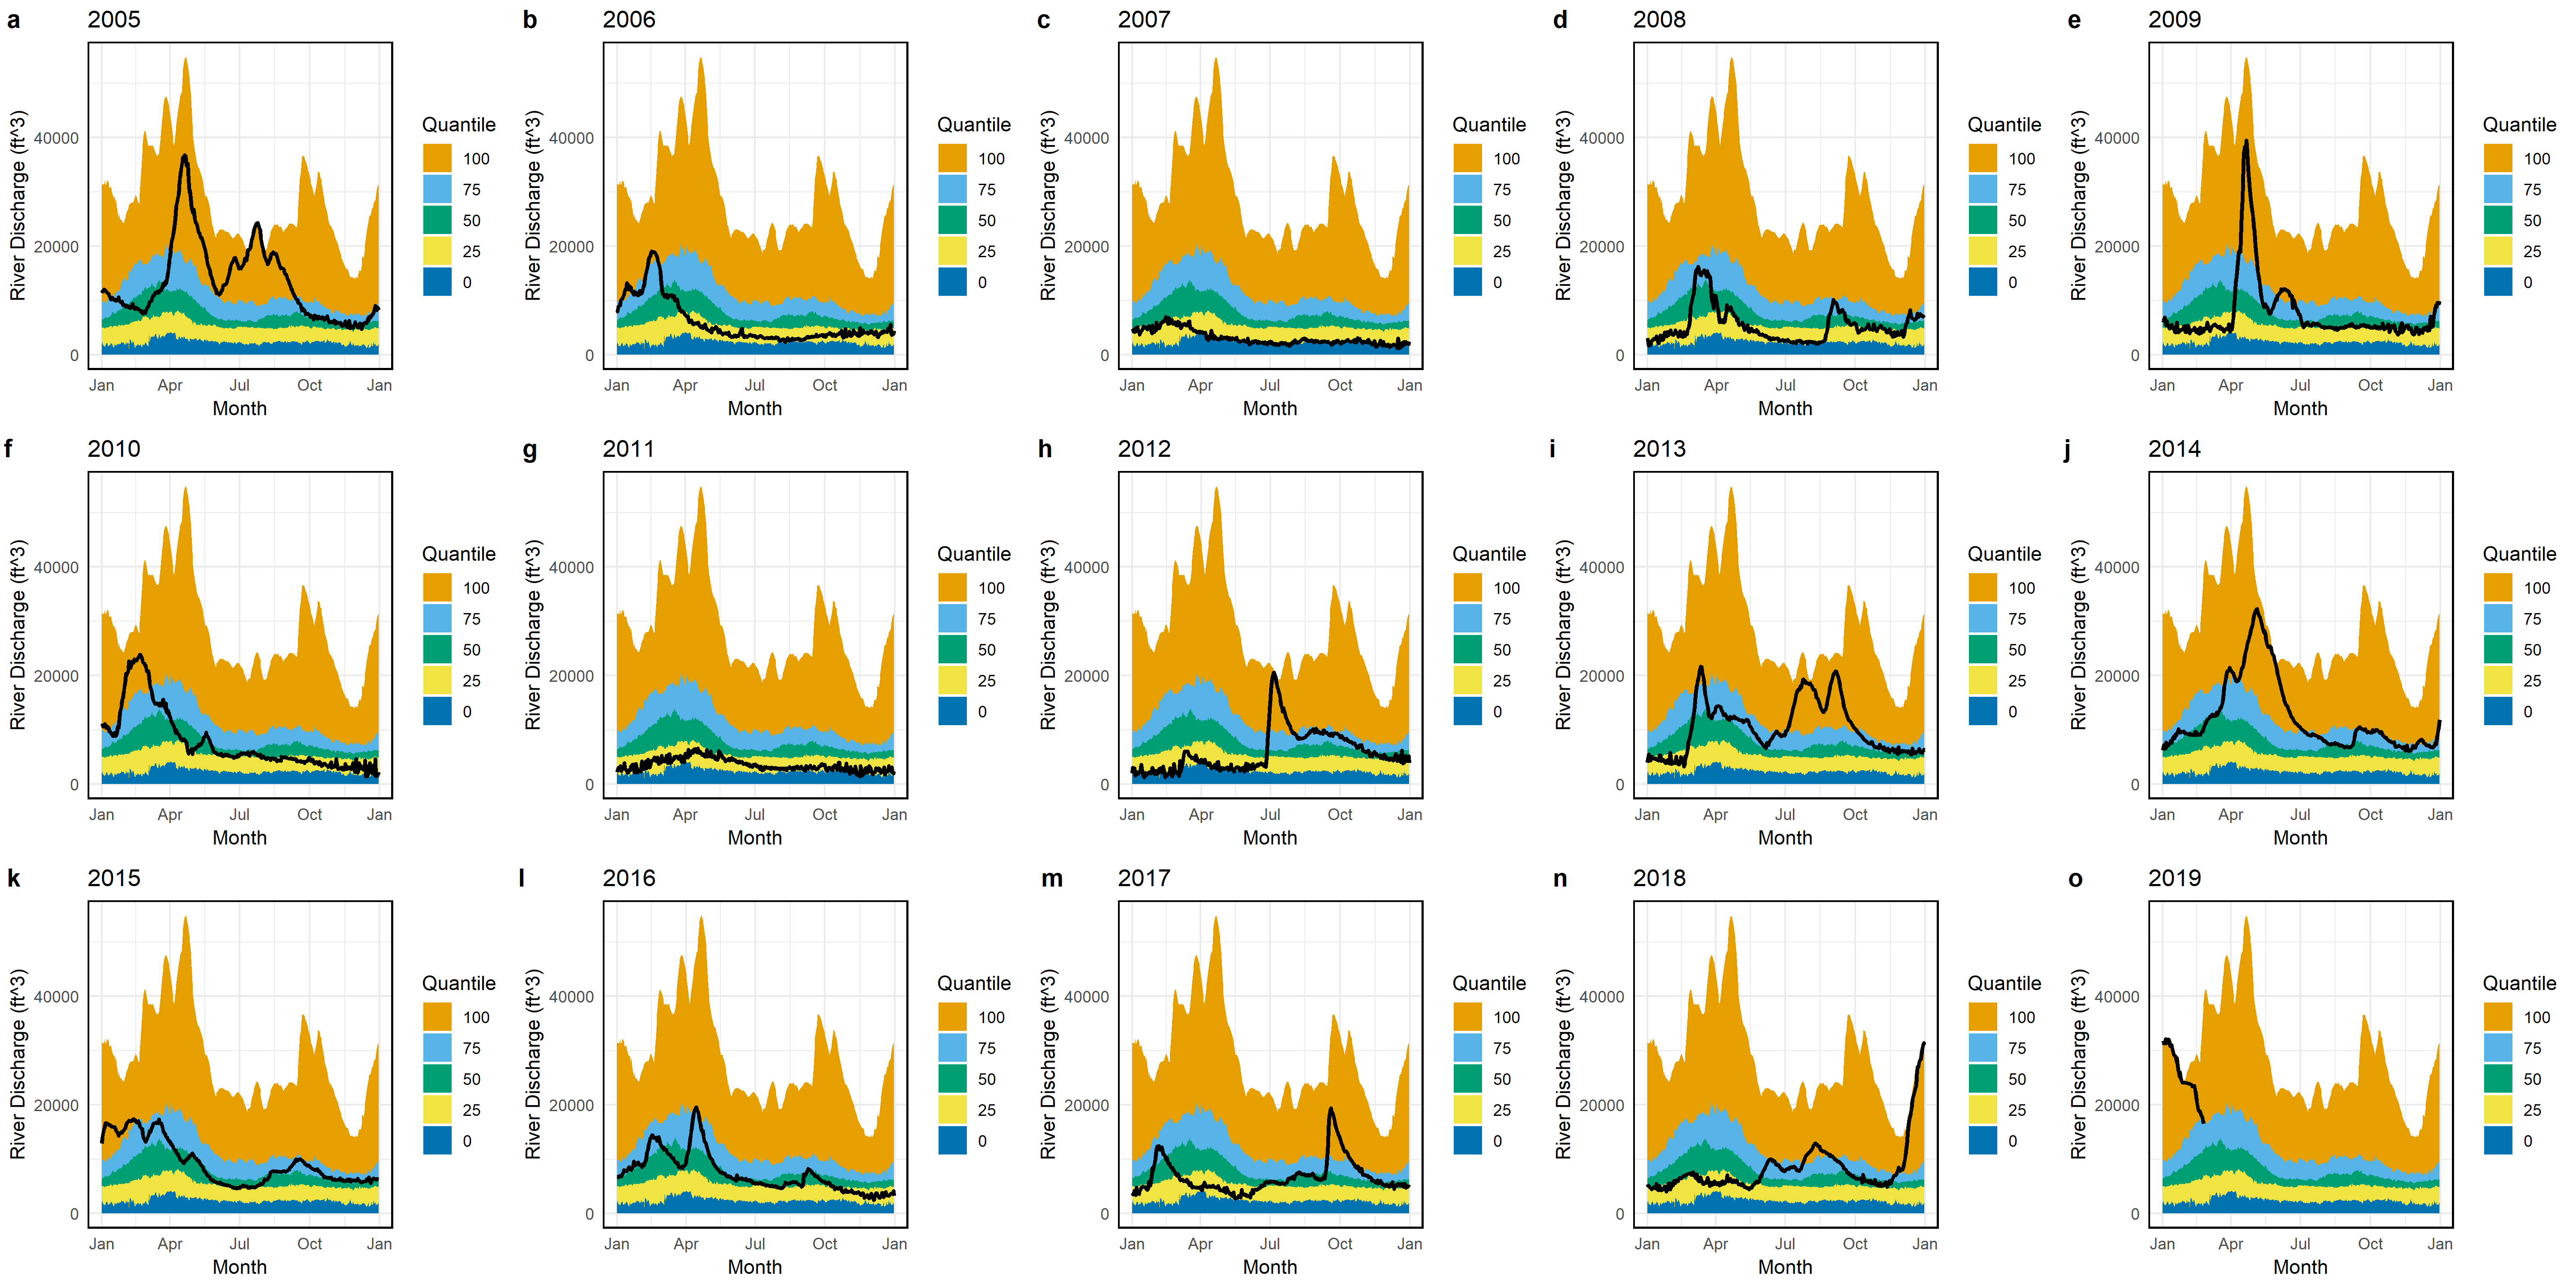 a 2005
River Discharge (ft^3)
40000
20000
0
Jan Apr Jul Oct Jan
Month
Quantile
100
75
50
25
0
b 2006
River Discharge (ft^3)
40000
20000
0
Jan Apr Jul Oct Jan
Month
Quantile
100
75
50
25
0
c 2007
River Discharge (ft^3)
40000
20000
0
Jan Apr Jul Oct Jan
Month
Quantile
100
75
50
25
0
d 2008
River Discharge (ft^3)
40000
20000
0
Jan Apr Jul Oct Jan
Month
Quantile
100
75
50
25
0
e 2009
River Discharge (ft^3)
40000
20000
0
Jan Apr Jul Oct Jan
Month
Quantile
100
75
50
25
0
f 2010
River Discharge (ft^3)
40000
20000
0
Jan Apr Jul Oct Jan
Month
Quantile
100
75
50
25
0
g 2011
River Discharge (ft^3)
40000
20000
0
Jan Apr Jul Oct Jan
Month
Quantile
100
75
50
25
0
h 2012
River Discharge (ft^3)
40000
20000
0
Jan Apr Jul Oct Jan
Month
Quantile
100
75
50
25
0
i 2013
River Discharge (ft^3)
40000
20000
0
Jan Apr Jul Oct Jan
Month
Quantile
100
75
50
25
0
j 2014
River Discharge (ft^3)
40000
20000
0
Jan Apr Jul Oct Jan
Month
Quantile
100
75
50
25
0
k 2015
River Discharge (ft^3)
40000
20000
0
Jan Apr Jul Oct Jan
Month
Quantile
100
75
50
25
0
l 2016
River Discharge (ft^3)
40000
20000
0
Jan Apr Jul Oct Jan
Month
Quantile
100
75
50
25
0
m 2017
River Discharge (ft^3)
40000
20000
0
Jan Apr Jul Oct Jan
Month
Quantile
100
75
50
25
0
n 2018
River Discharge (ft^3)
40000
20000
0
Jan Apr Jul Oct Jan
Month
Quantile
100
75
50
25
0
o 2019
River Discharge (ft^3)
40000
20000
0
Jan Apr Jul Oct Jan
Month
Quantile
100
75
50
25
0